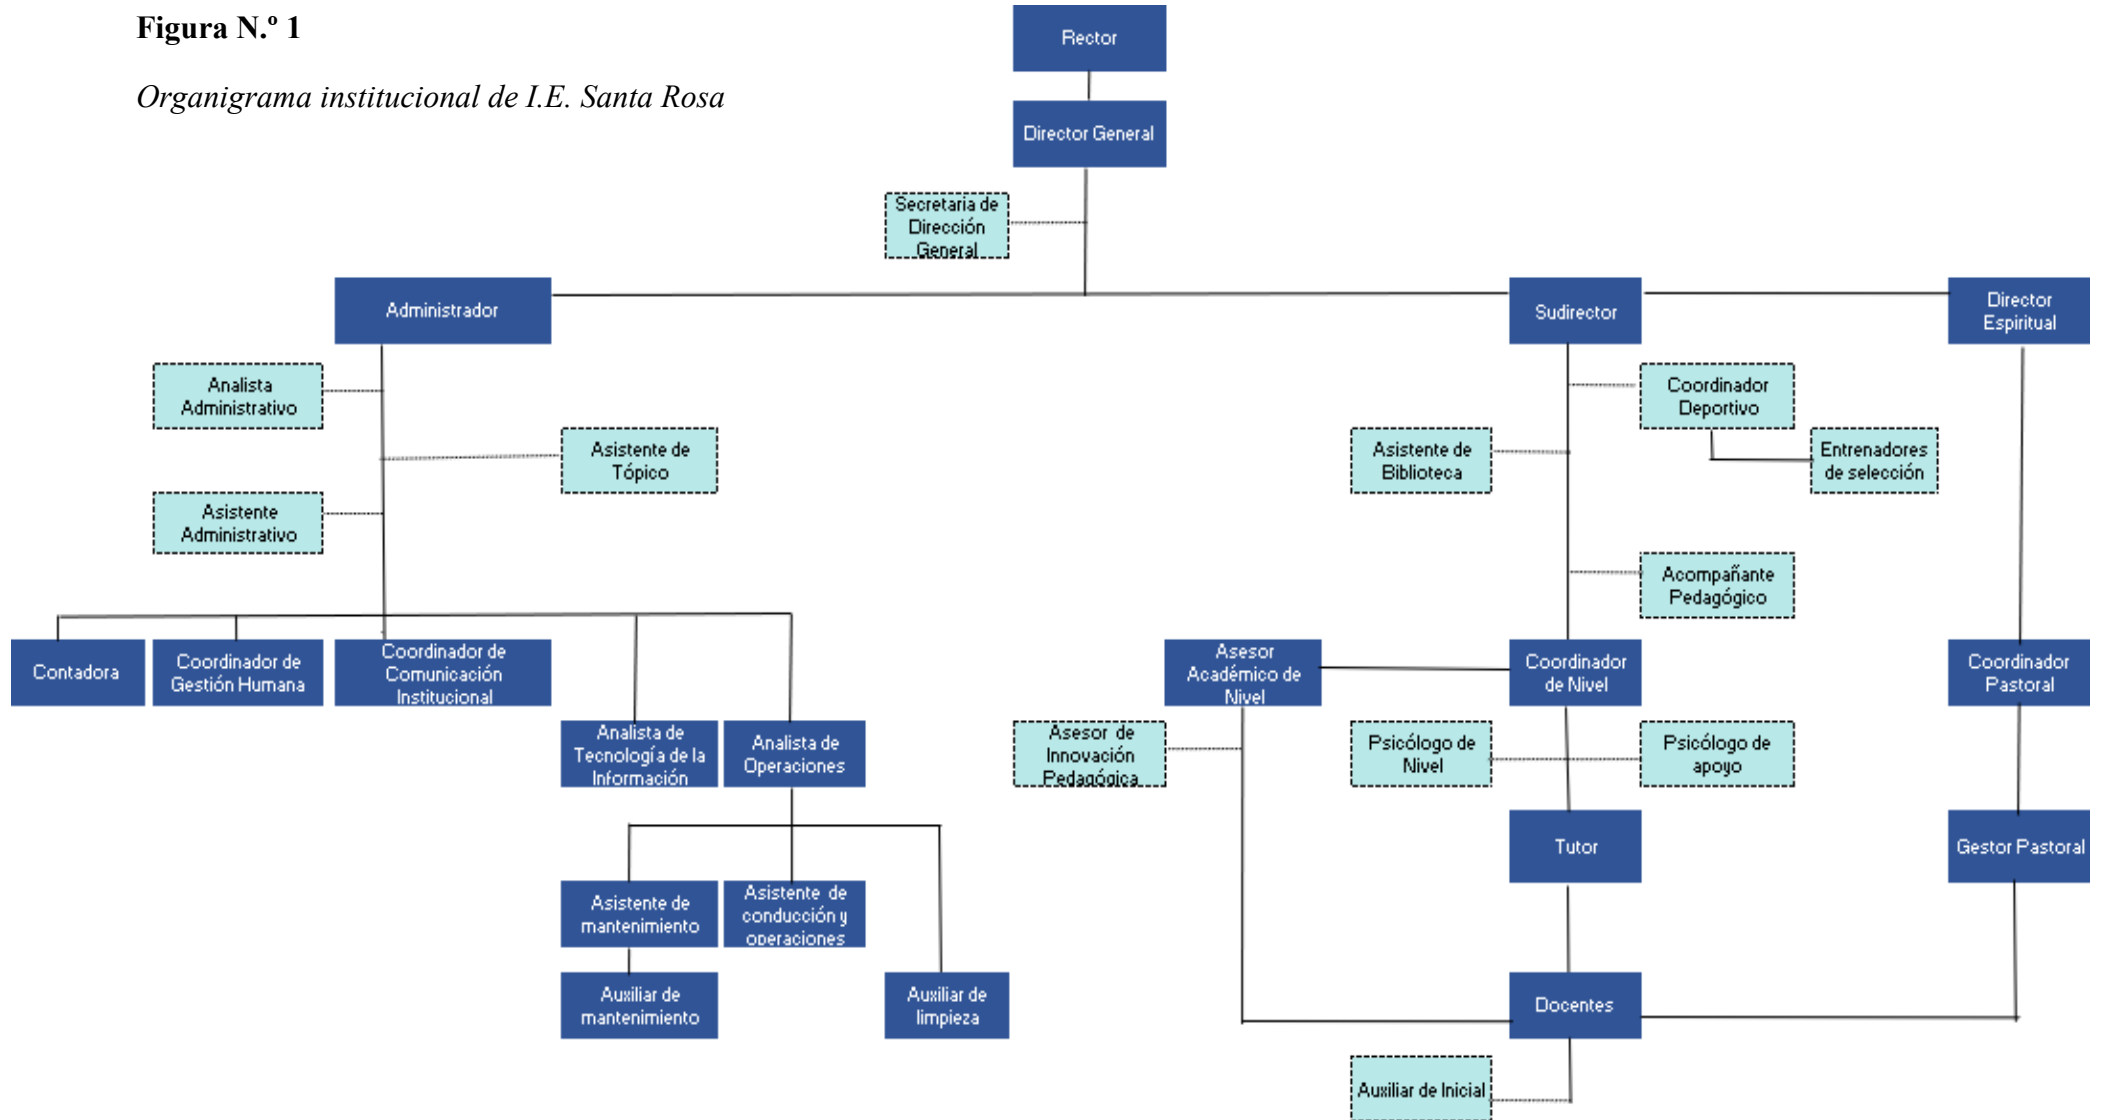 Figura N.º 1
Organigrama institucional de I.E. Santa Rosa
Rector
Director General
Secretaria de
Dirección
General
Administrador
Sudirector
Director
Espiritual
Analista
Administrativo
Coordinador
Deportivo
Asistente de
Tópico
Asistente de
Biblioteca
Entrenadores
de selección
Asistente
Administrativo
Acompañante
Pedagógico
Contadora
Coordinador de
Gestión Humana
Coordinador de
Comunicación
Institucional
Asesor
Académico de
Nivel
Coordinador
de Nivel
Coordinador
Pastoral
Analista de
Tecnología de la
Información
Analista de
Operaciones
Asesor de
Innovación
Pedagógica
Psicólogo de
Nivel
Psicólogo de
apoyo
Tutor
Gestor Pastoral
Asistente de
mantenimiento
Asistente de
conducción y
operaciones
Auxiliar de
mantenimiento
Auxiliar de
limpieza
Docentes
Auxiliar de Inicial